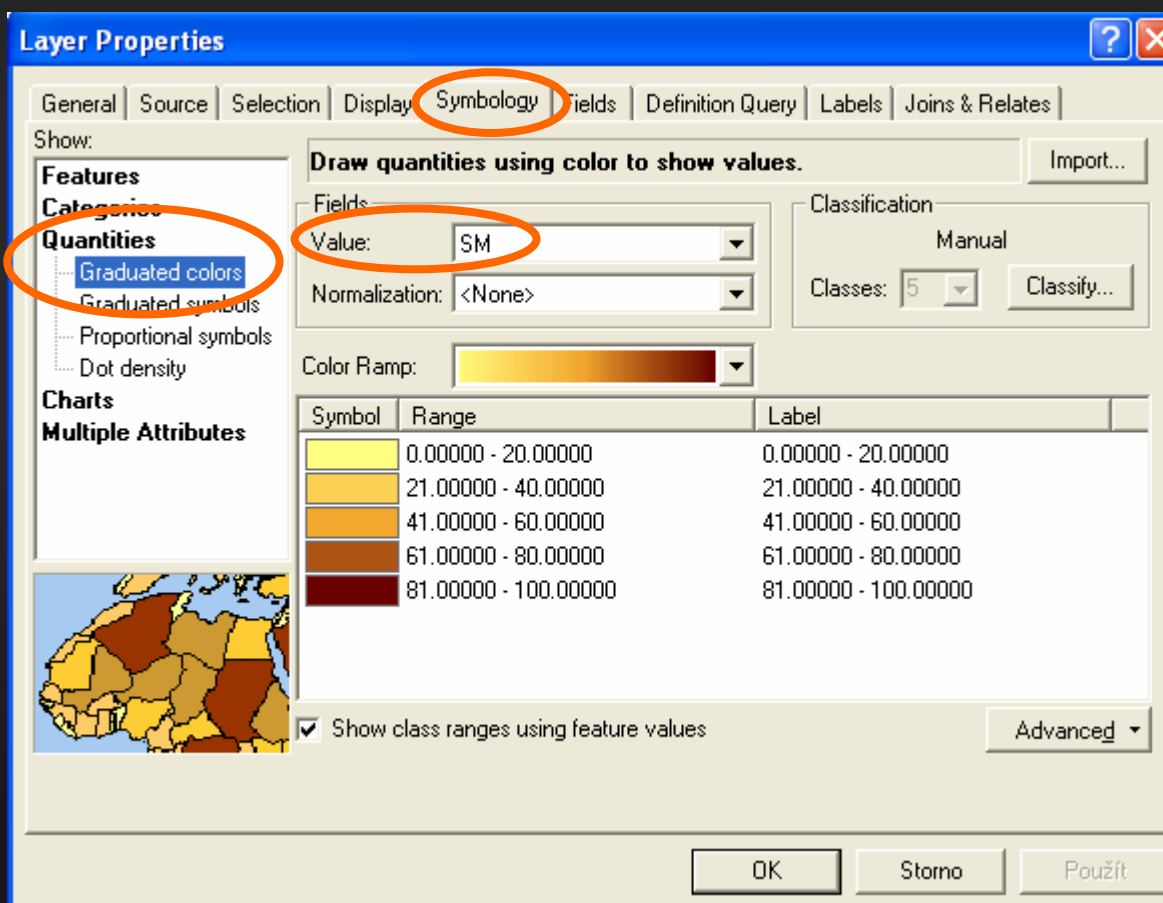 Layer Properties
General Source Selection Display Symbology Fields Definition Query Labels Joins & Relates
Show:
Features
Categories
Quantities
Graduated colors
Graduated symbols
Proportional symbols
Dot density
Charts
Multiple Attributes
Draw quantities using color to show values.
Import...
Fields
Value: SM
Normalization: <None>
Classification
Manual
Classes: 5 Classify...
Color Ramp:
Symbol Range Label
0.00000 - 20.00000 0.00000 - 20.00000
21.00000 - 40.00000 21.00000 - 40.00000
41.00000 - 60.00000 41.00000 - 60.00000
61.00000 - 80.00000 61.00000 - 80.00000
81.00000 - 100.00000 81.00000 - 100.00000
Show class ranges using feature values
Advanced
OK Storno Použít